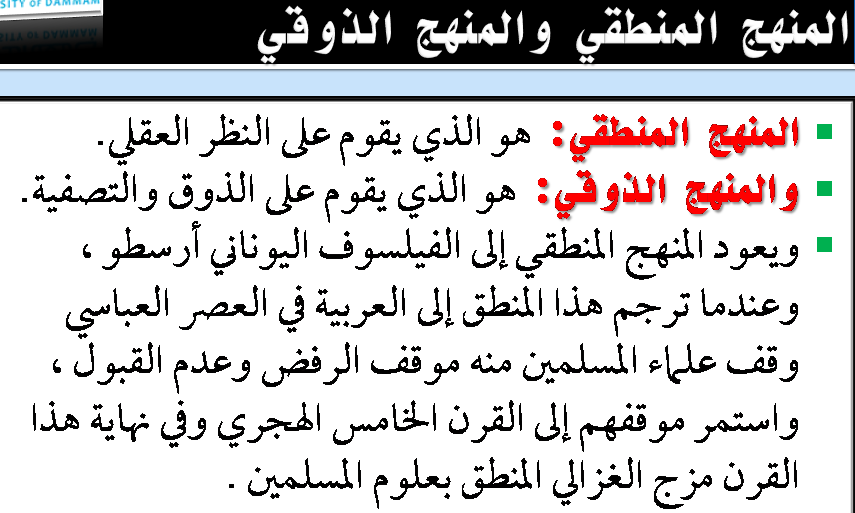 SITY OF DAMMAM
المنهج المنطقي والمنهج الذوقي
المنهج المنطقي: هو الذي يقوم على النظر العقلي.
والمنهج الذوقي: هو الذي يقوم على الذوق والتصفية.
ويعود المنهج المنطقي إلى الفيلسوف اليوناني أرسطو ،
وعندما ترجم هذا المنطق إلى العربية في العصر العباسي
وقف علماء المسلمين منه موقف الرفض وعدم القبول ،
واستمر موقفهم إلى القرن الخامس الهجري وفي نهاية هذا
القرن مزج الغزالي المنطق بعلوم المسلمين .